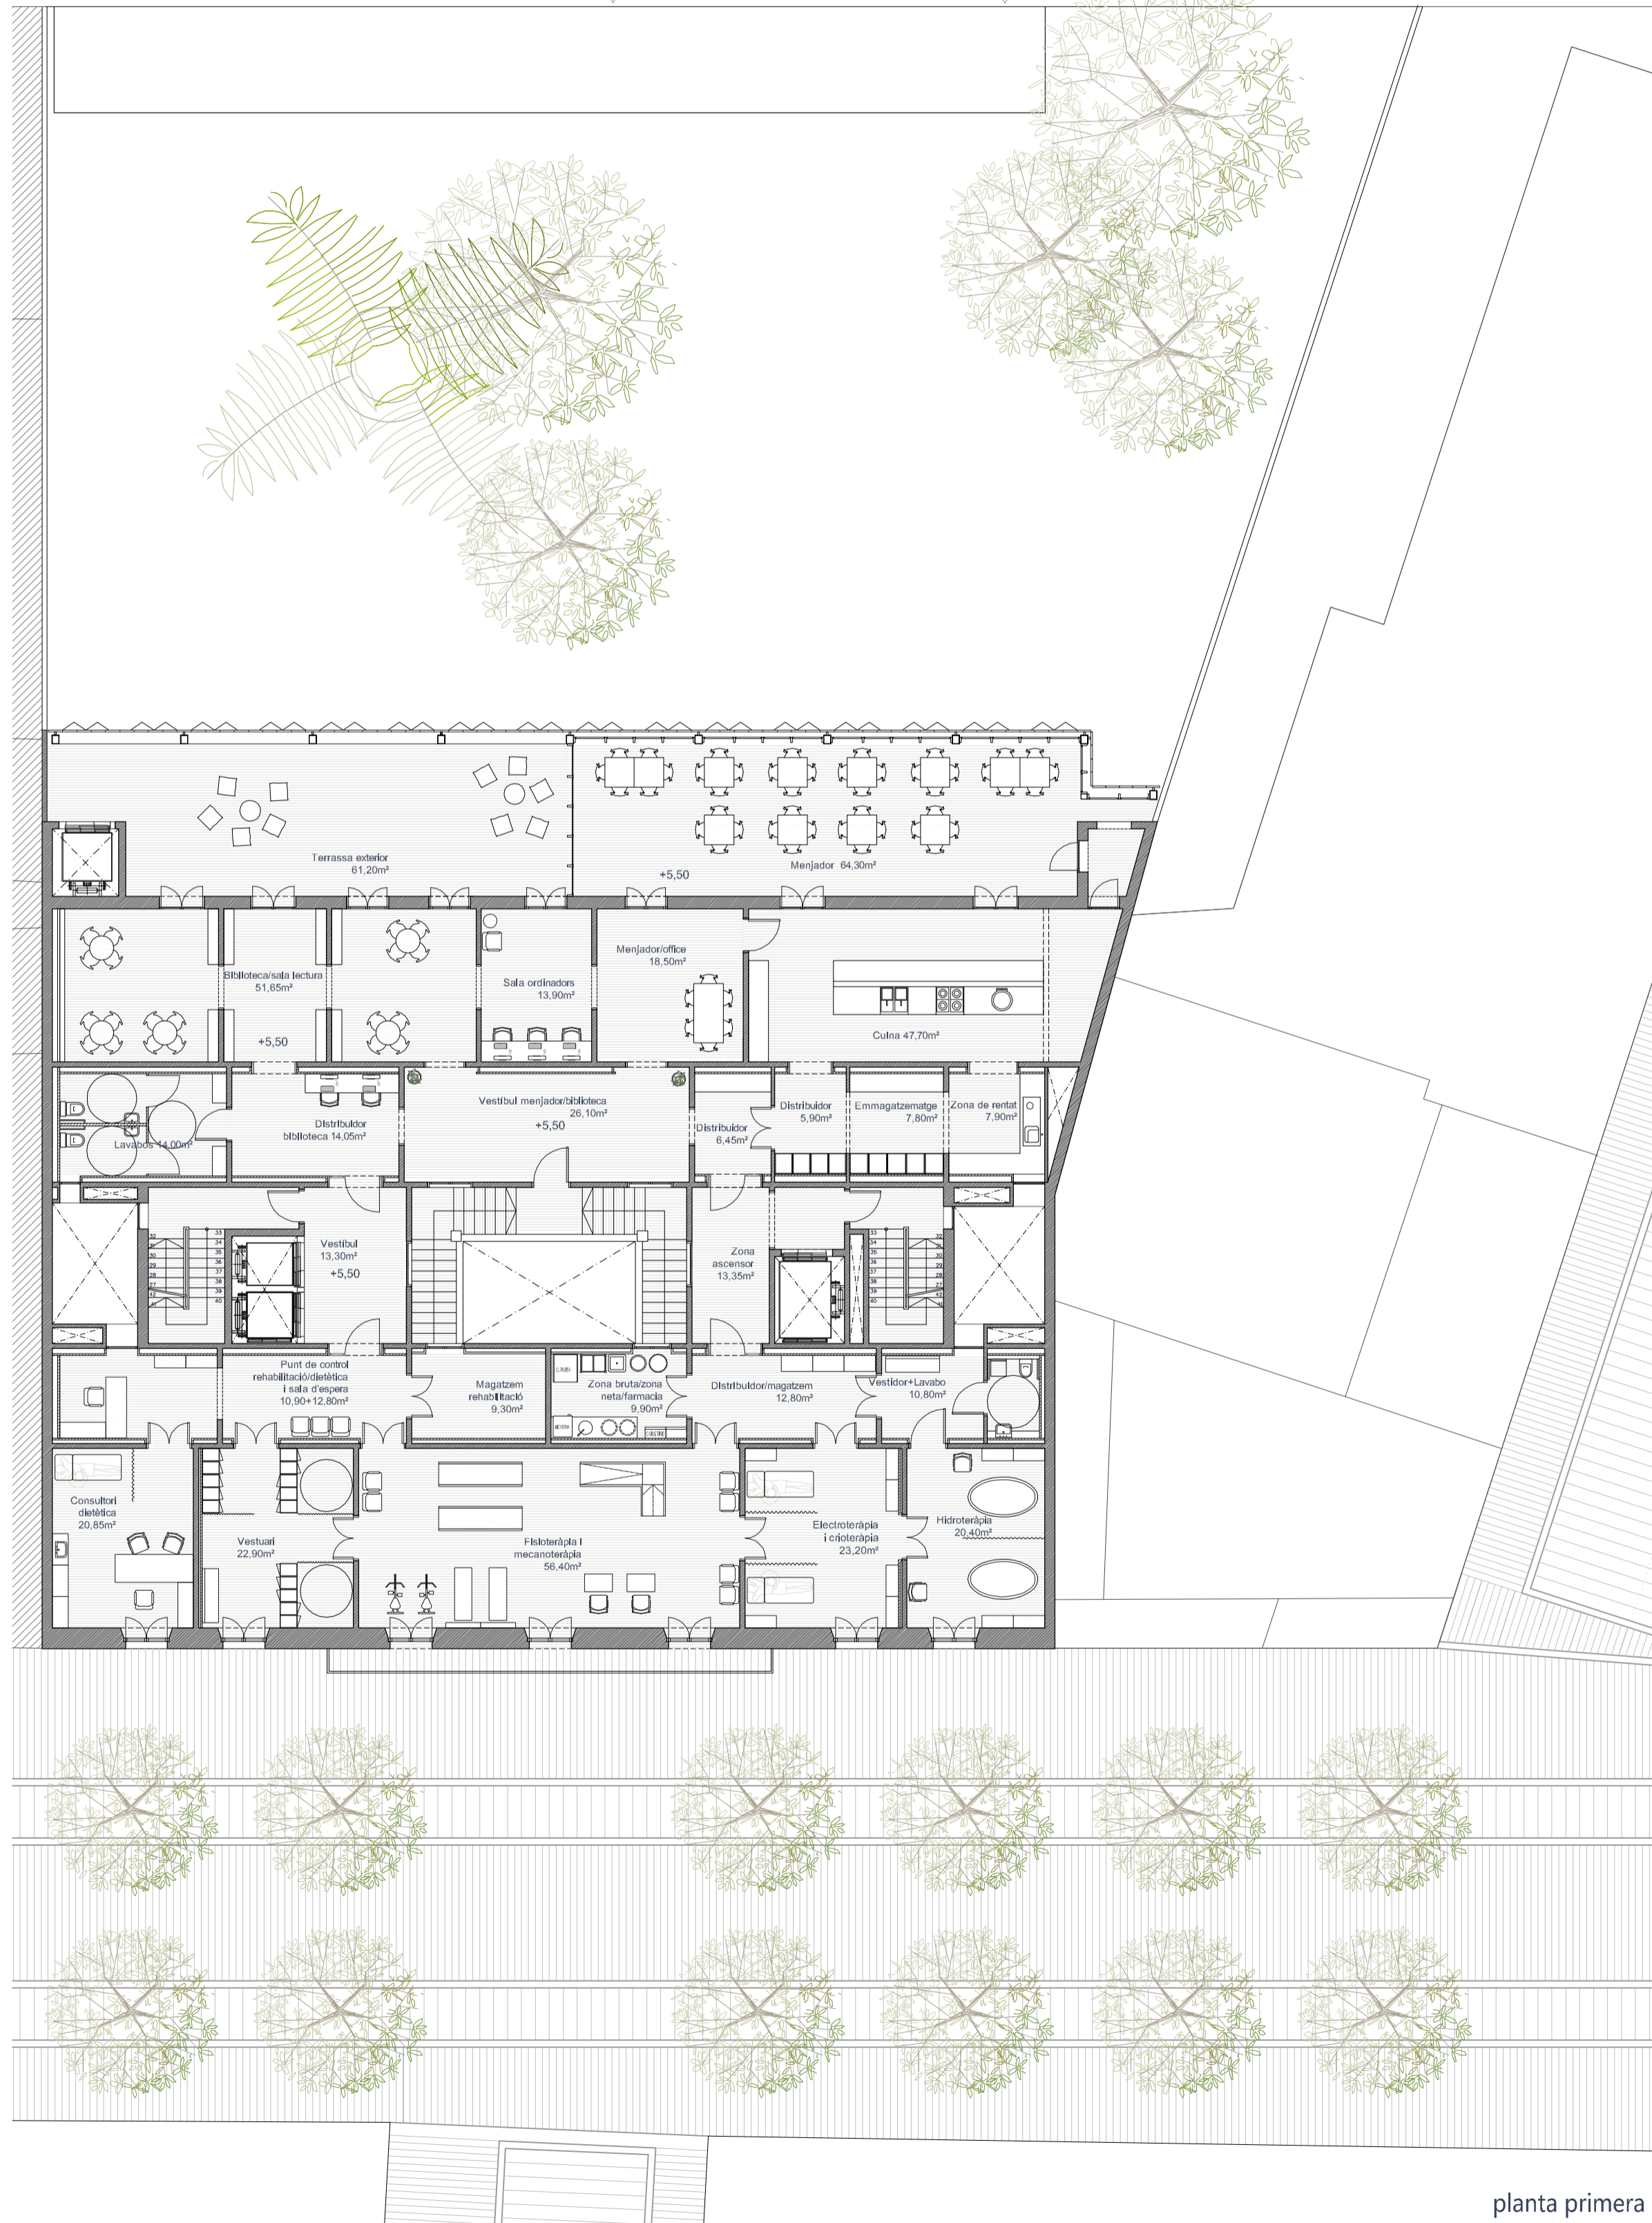 Terrassa exterior
61,20m²
+5,50
Menjador 64,30m²
Biblioteca/sala lectura
51,65m²
+5,50
Sala ordinadors
13,90m²
Menjador/office
18,50m²
Cuina 47,70m²
Lavabos 14,00m²
Distribuidor
biblioteca 14,05m²
Vestíbul menjador/biblioteca
26,10m²
+5,50
Distribuidor
6,45m²
Distribuidor
5,90m²
Emmagatzematge
7,80m²
Zona de rentat
7,90m²
Vestíbul
13,30m²
+5,50
Zona
ascensor
13,35m²
Punt de control
rehabilitació/dietètica
i sala d'espera
10,90+12,80m²
Magatzem
rehabilitació
9,30m²
Zona bruta/zona
neta/farmacia
9,90m²
Distribuidor/magatzem
12,80m²
Vestidor+Lavabo
10,80m²
Consultori
dietètica
20,85m²
Vestuari
22,90m²
Fisioteràpia i
mecanoteràpia
56,40m²
Electroteràpia
i crioteràpia
23,20m²
Hidroteràpia
20,40m²
planta primera